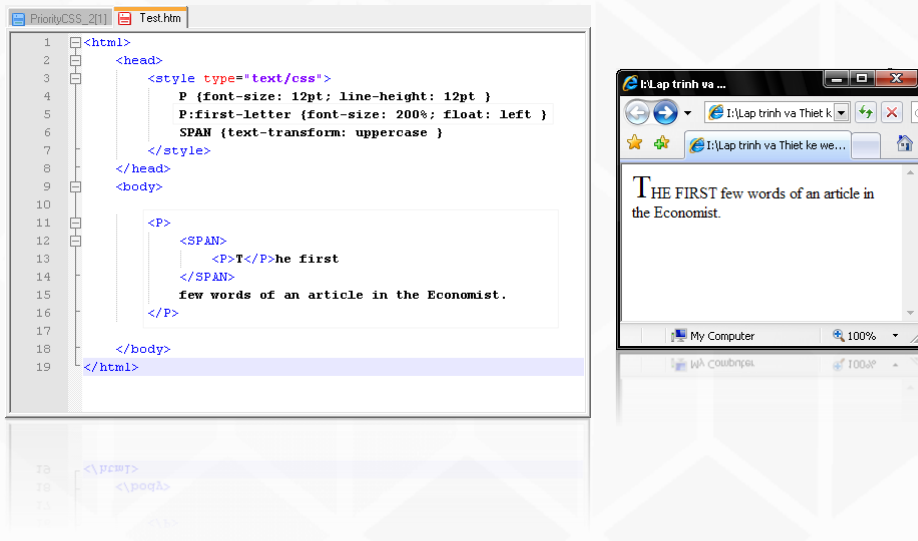 PriorityCSS_2[1] Test.htm
1 <html>
2 <head>
3 <style type="text/css">
4 P {font-size: 12pt; line-height: 12pt }
5 P:first-letter {font-size: 200%; float: left }
6 SPAN {text-transform: uppercase }
7 </style>
8 </head>
9 <body>
10
11 <P>
12 <SPAN>
13 <P>T</P>he first
14 </SPAN>
15 few words of an article in the Economist.
16 </P>
17
18 </body>
19 </html>
I:\Lap trinh va ...
I:\Lap trinh va Thiet k
I:\Lap trinh va Thiet ke we...
THE FIRST few words of an article in
the Economist.
My Computer 100%